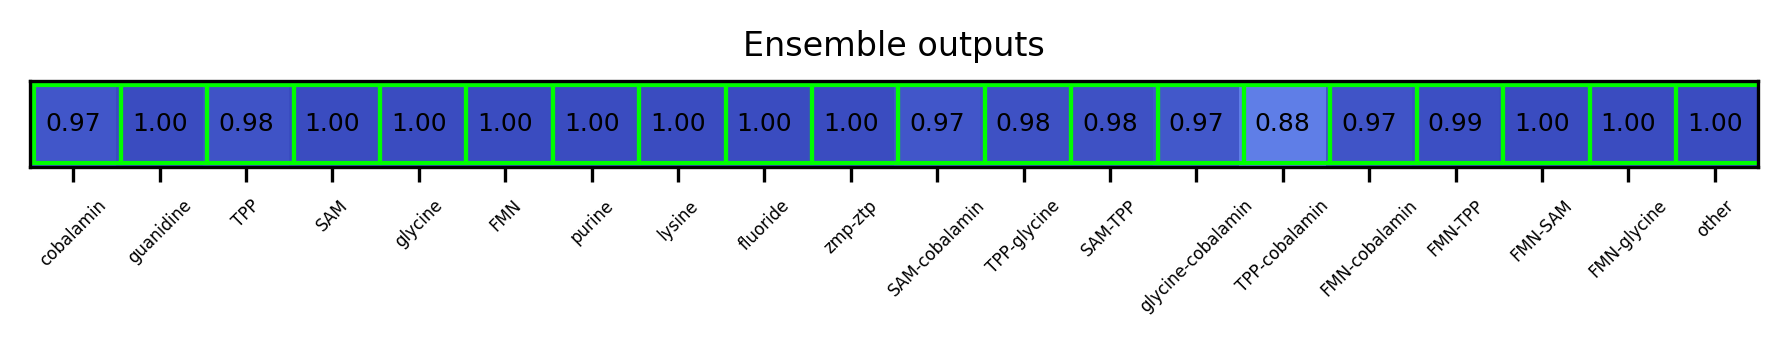 Ensemble outputs
0.97 1.00 0.98 1.00 1.00 1.00 1.00 1.00 1.00 1.00 0.97 0.98 0.98 0.97 0.88 0.97 0.99 1.00 1.00 1.00
cobalamin guanidine TPP SAM glycine FMN purine lysine fluoride zmp-ztp SAM-cobalamin TPP-glycine SAM-TPP glycine-cobalamin TPP-cobalamin FMN-cobalamin FMN-TPP FMN-SAM FMN-glycine other